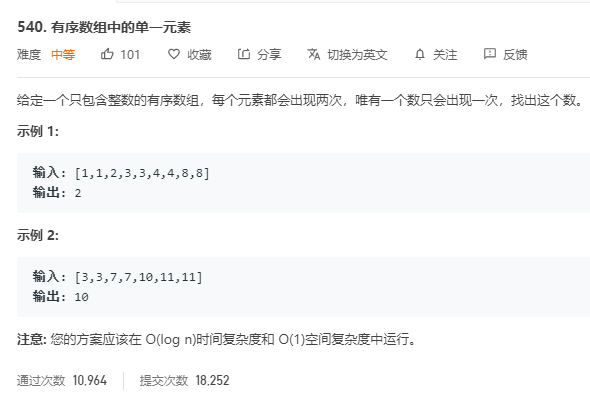 540. 有序数组中的单一元素
难度 中等 101 收藏 分享 切换为英文 关注 反馈
给定一个只包含整数的有序数组，每个元素都会出现两次，唯有一个数只会出现一次，找出这个数。
示例 1:
输入: [1,1,2,3,3,4,4,8,8]
输出: 2
示例 2:
输入: [3,3,7,7,10,11,11]
输出: 10
注意: 您的方案应该在 O(log n)时间复杂度和 O(1)空间复杂度中运行。
通过次数 10,964 提交次数 18,252